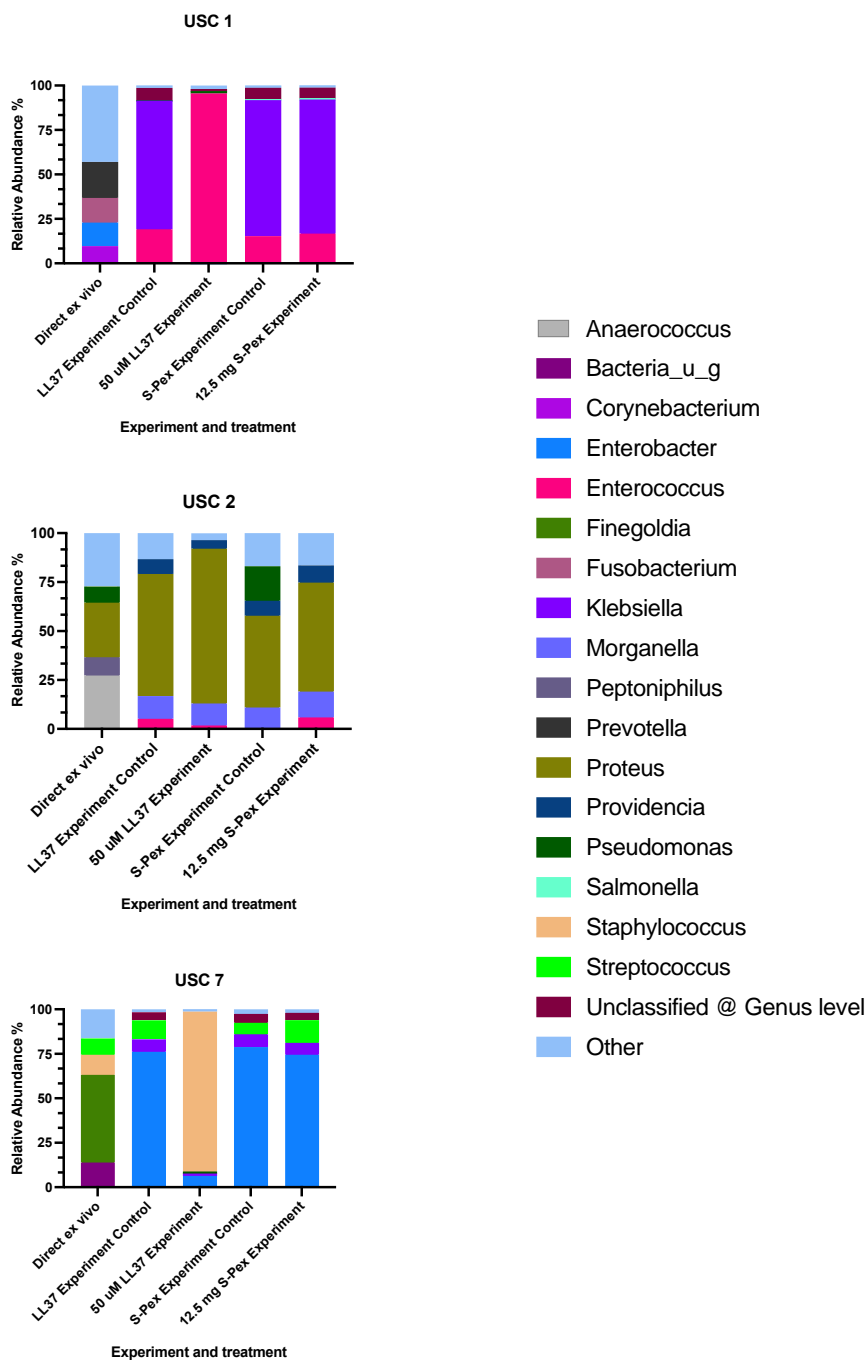 USC 1
Relative Abundance %
100
75
50
25
0
Direct ex vivo
LL37 Experiment Control
50 uM LL37 Experiment
S-Pex Experiment Control
12.5 mg S-Pex Experiment
Experiment and treatment
USC 2
Relative Abundance %
100
75
50
25
0
Direct ex vivo
LL37 Experiment Control
50 uM LL37 Experiment
S-Pex Experiment Control
12.5 mg S-Pex Experiment
Experiment and treatment
USC 7
Relative Abundance %
100
75
50
25
0
Direct ex vivo
LL37 Experiment Control
50 uM LL37 Experiment
S-Pex Experiment Control
12.5 mg S-Pex Experiment
Experiment and treatment
Anaerococcus
Bacteria_u_g
Corynebacterium
Enterobacter
Enterococcus
Finegoldia
Fusobacterium
Klebsiella
Morganella
Peptoniphilus
Prevotella
Proteus
Providencia
Pseudomonas
Salmonella
Staphylococcus
Streptococcus
Unclassified @ Genus level
Other